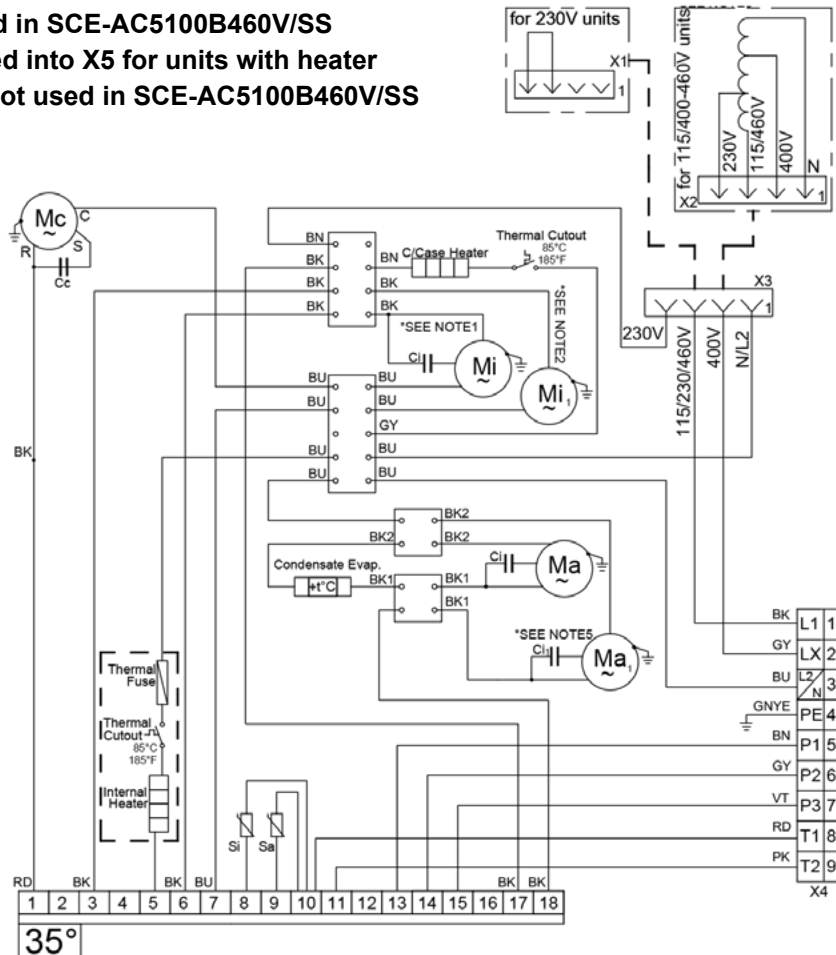 d in SCE-AC5100B460V/SS
ed into X5 for units with heater
ot used in SCE-AC5100B460V/SS
for 230V units
X1
1
for 115/400-460V units
230V
115/460V
400V
N
X2
1
Mc
~
C
S
R
Cc
BN
BK
BK
BK
BN
C/Case Heater
Thermal Cutout
85°C
185°F
BK
BK
*SEE NOTE1
*SEE NOTE2
Ci
Mi
~
Mi1
~
X3
1
230V
115/230/460V
400V
N/L2
BU
BU
BU
BU
BU
BU
GY
BU
BU
BK
BK2
BK2
BK2
Condensate Evap.
+t°C
BK1
BK1
BK1
Ci
Ma
~
*SEE NOTE5
Ci1
Ma1
~
Thermal
Fuse
Thermal
Cutout
85°C
185°F
Internal
Heater
Si
Sa
BK L1 1
GY LX 2
BU L2/N 3
GNYE PE 4
BN P1 5
GY P2 6
VT P3 7
RD T1 8
PK T2 9
X4
RD BK BK BU BK BK
1 2 3 4 5 6 7 8 9 10 11 12 13 14 15 16 17 18
35°